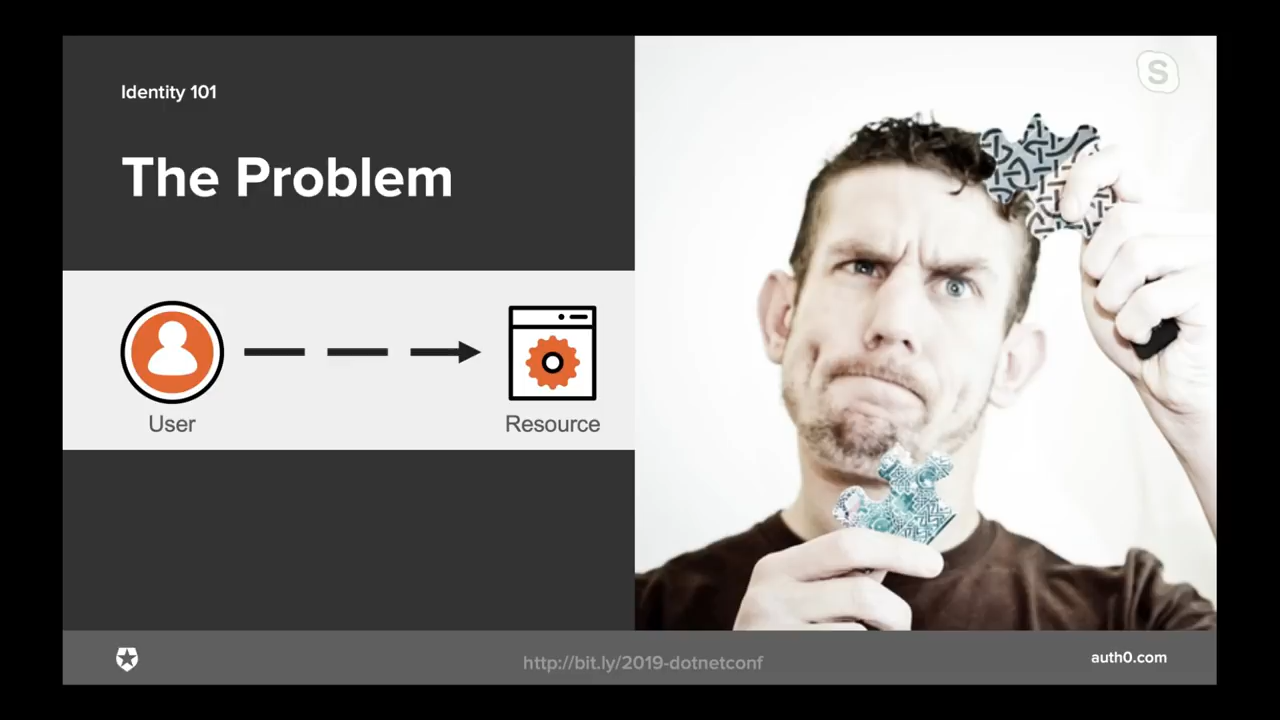 Identity 101
The Problem
User
Resource
http://bit.ly/2019-dotnetconf
auth0.com
S